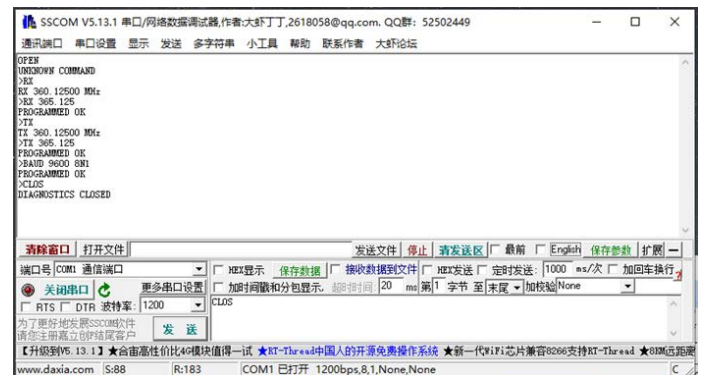 SSCOM V5.13.1 串口/网络数据调试器,作者:大虾丁丁,2618058@qq.com. QQ群: 52502449
通讯端口 串口设置 显示 发送 多字符串 小工具 帮助 联系作者 大虾论坛
OPEN
UNKNOWN COMMAND
>RX
RX 360.12500 MHz
>RX 365.125
PROGRAMMED OK
>TX
TX 360.12500 MHz
>TX 365.125
PROGRAMMED OK
>BAUD 9600 8N1
PROGRAMMED OK
>CLOS
DIAGNOSTICS CLOSED
清除窗口 打开文件 发送文件 停止 清发送区 最前 English 保存参数 扩展 —
端口号 COM1 通信端口 HEX显示 保存数据 接收数据到文件 HEX发送 定时发送: 1000 ms/次 加回车换行
关闭串口 更多串口设置 加时间戳和分包显示. 超时时间: 20 ms 第 1 字节 至 末尾 加校验 None
RTS DTR 波特率: 1200 CLOS
为了更好地发展SSCOM软件
请您注册嘉立创F结尾客户
发 送
【升级到V5.13.1】★合宙高性价比4G模块值得一试 ★RT-Thread中国人的开源免费操作系统 ★新一代WiFi芯片兼容8266支持RT-Thread ★8KM远距离
www.daxia.com S:88 R:183 COM1 已打开 1200bps,8,1,None,None C